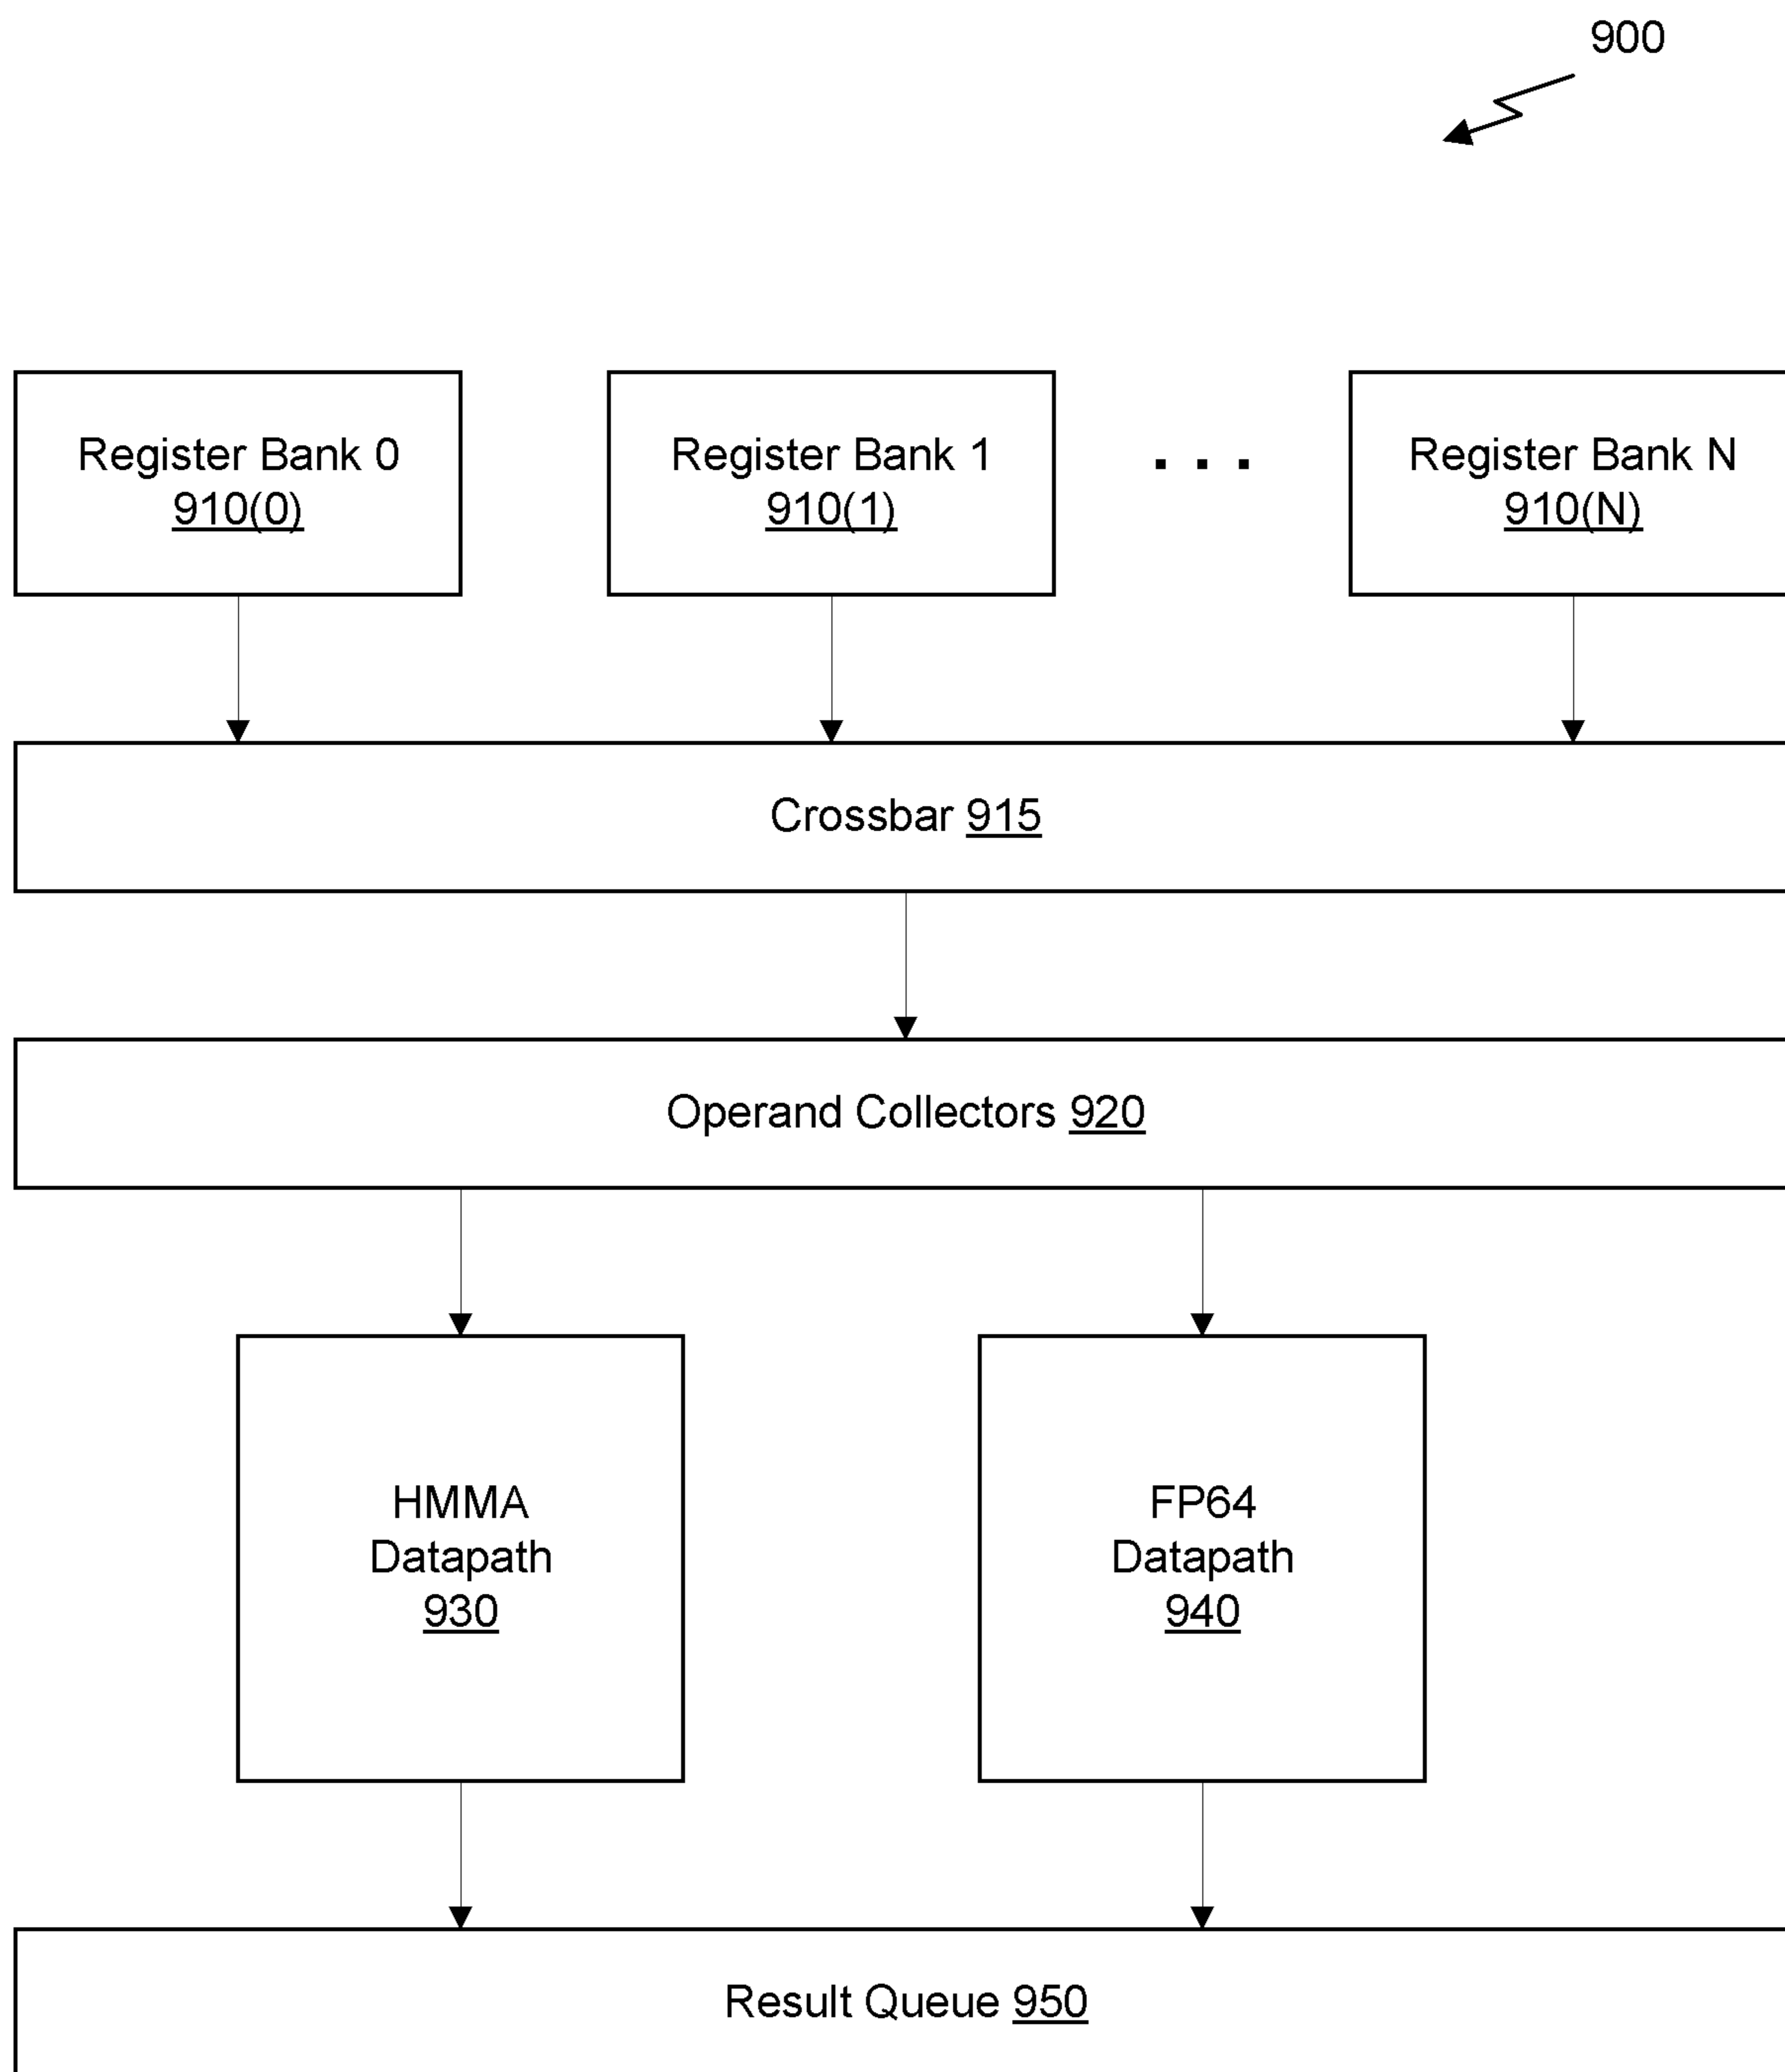 900
Register Bank 0
910(0)
Register Bank 1
910(1)
. . .
Register Bank N
910(N)
Crossbar 915
Operand Collectors 920
HMMA
Datapath
930
FP64
Datapath
940
Result Queue 950